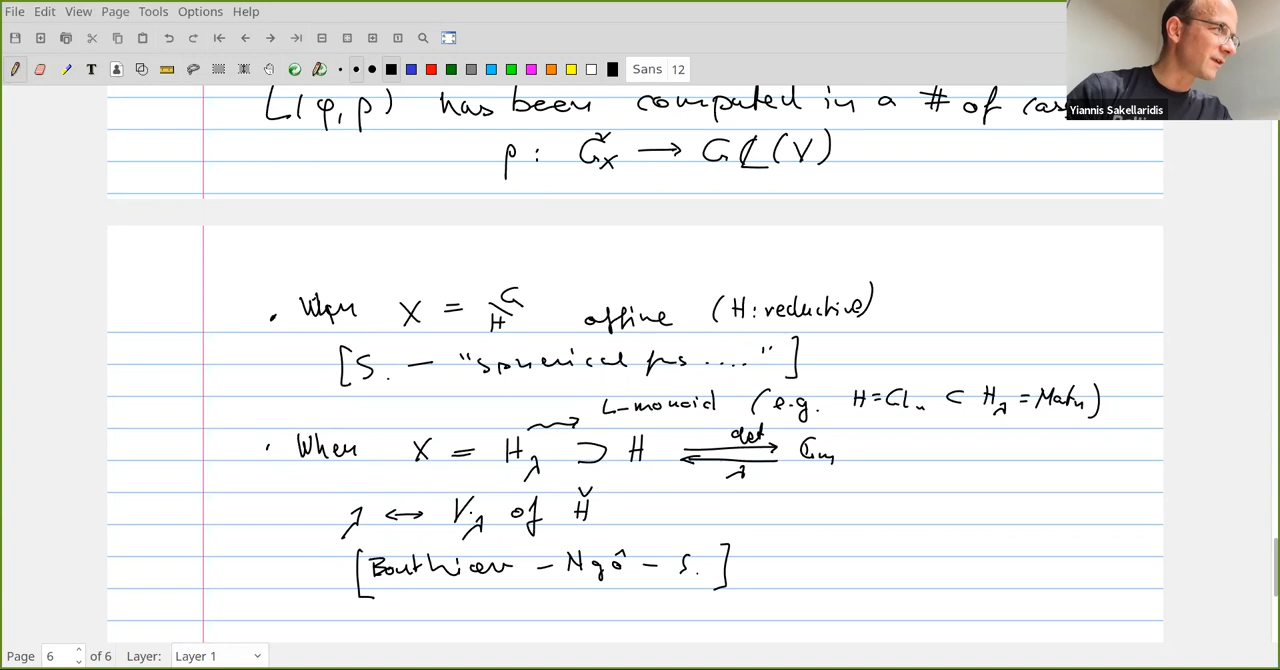 File Edit View Page Tools Options Help
Sans 12
Yiannis Sakellaridis
L(φ, ρ) has been computed in a # of
ρ : Ǧ_X → GL(V)
• When X = H\G affine (H: reductive)
[S. — "Spherical fns ...."]
L-monoid (e.g. H = GL_n ⊂ H_λ = Mat_n)
• When X = H_λ ⊃ H ⇄ G_m
det
λ
λ ↔ V_λ of Ȟ
[Bouthier – Ngô – S.]
Page 6 of 6 Layer: Layer 1